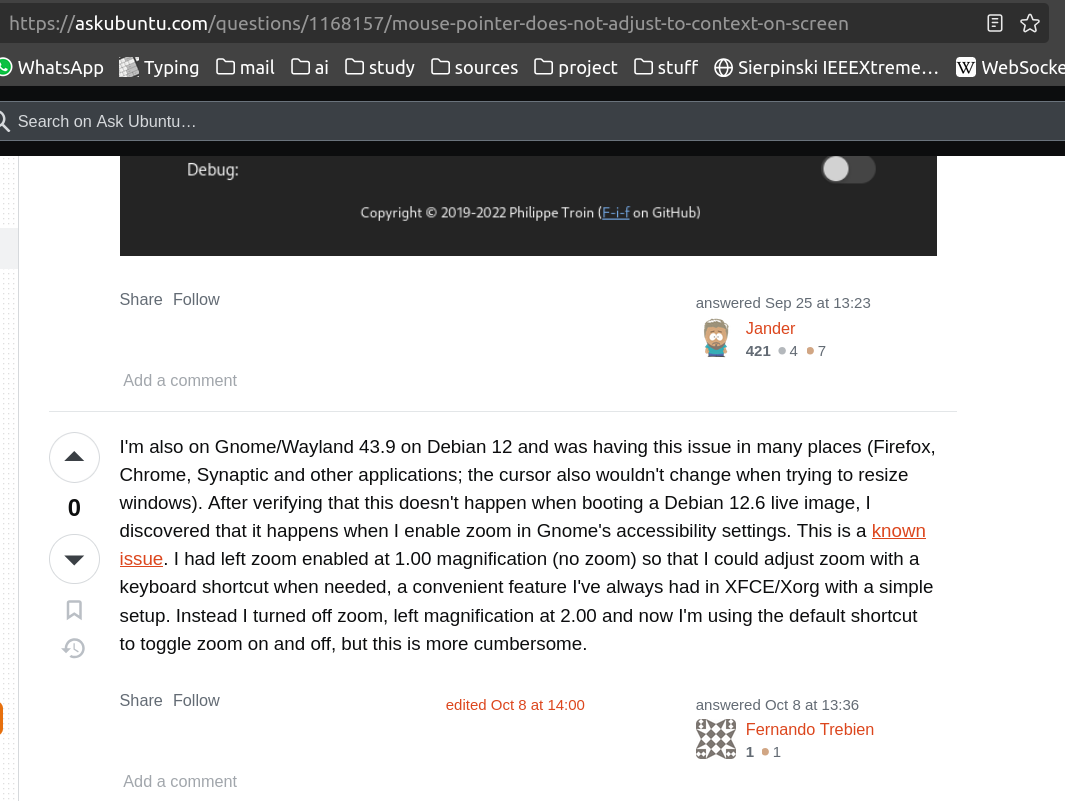 https://askubuntu.com/questions/1168157/mouse-pointer-does-not-adjust-to-context-on-screen
WhatsApp Typing mail ai study sources project stuff Sierpinski IEEEXtreme… WebSocke
Search on Ask Ubuntu…
Debug:
Copyright © 2019-2022 Philippe Troin (F-i-f on GitHub)
Share Follow
answered Sep 25 at 13:23
Jander
421 4 7
Add a comment
I'm also on Gnome/Wayland 43.9 on Debian 12 and was having this issue in many places (Firefox,
Chrome, Synaptic and other applications; the cursor also wouldn't change when trying to resize
windows). After verifying that this doesn't happen when booting a Debian 12.6 live image, I
discovered that it happens when I enable zoom in Gnome's accessibility settings. This is a known
issue. I had left zoom enabled at 1.00 magnification (no zoom) so that I could adjust zoom with a
keyboard shortcut when needed, a convenient feature I've always had in XFCE/Xorg with a simple
setup. Instead I turned off zoom, left magnification at 2.00 and now I'm using the default shortcut
to toggle zoom on and off, but this is more cumbersome.
0
Share Follow
edited Oct 8 at 14:00
answered Oct 8 at 13:36
Fernando Trebien
1 1
Add a comment